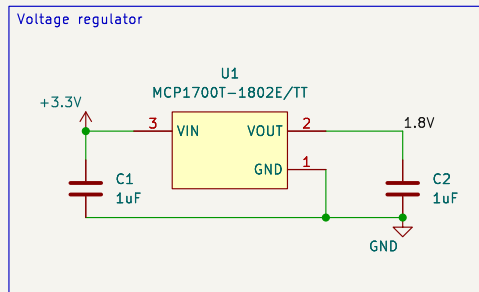 Voltage regulator
U1
MCP1700T-1802E/TT
+3.3V
3 VIN VOUT 2 1.8V
GND 1
C1 C2
1uF 1uF
GND